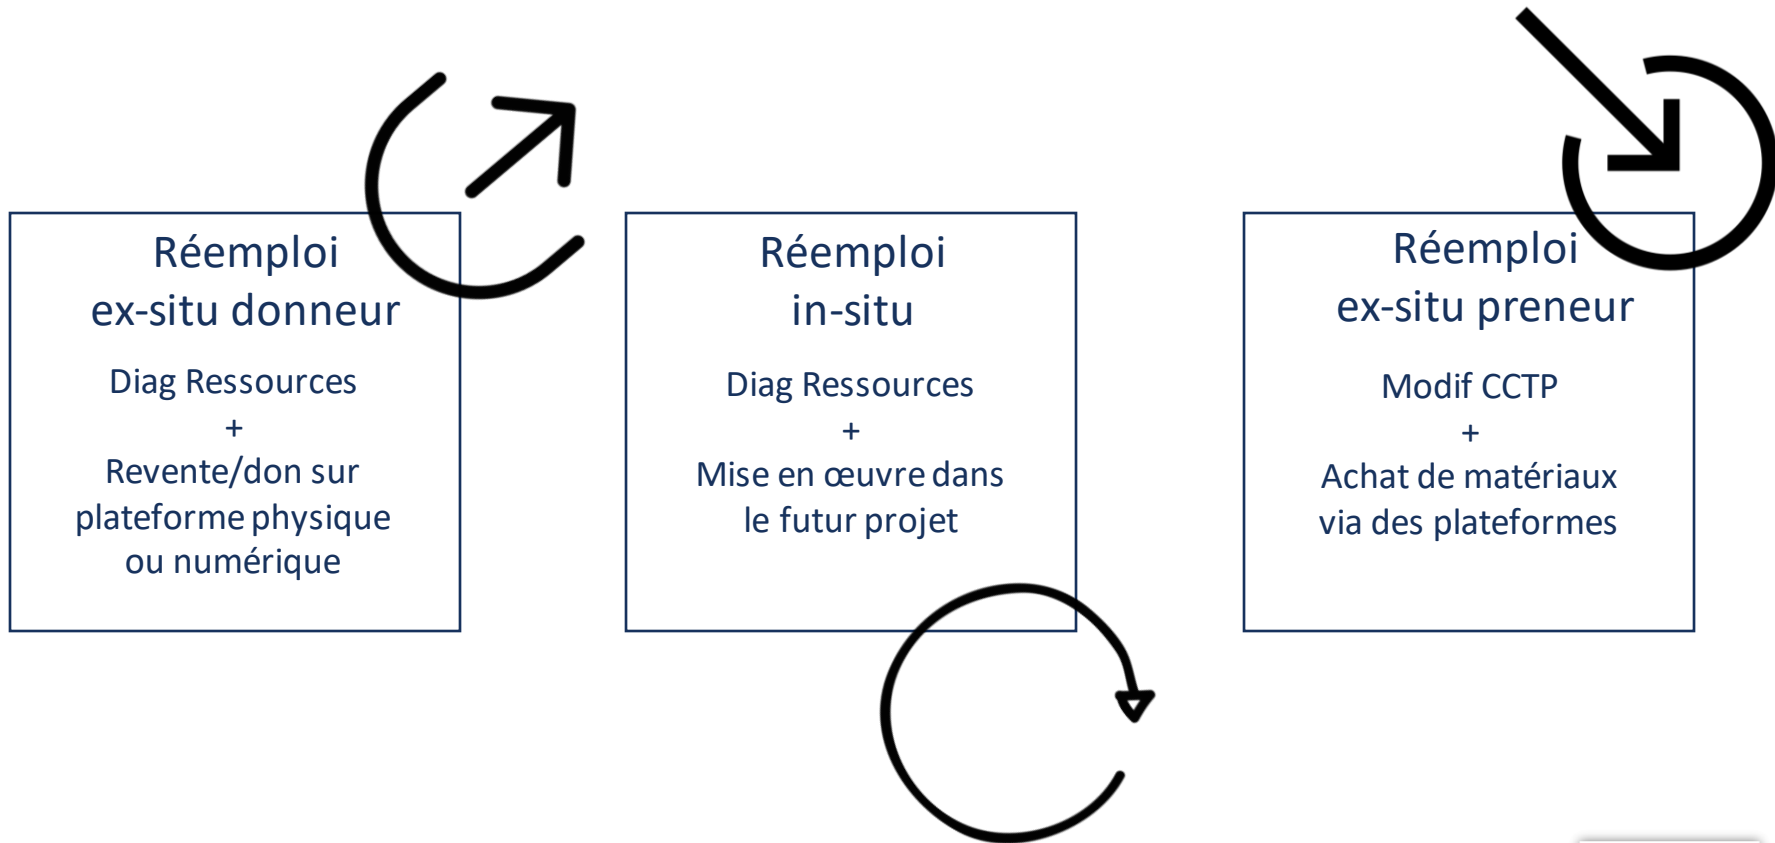 Réemploi
ex-situ donneur
Diag Ressources
+
Revente/don sur
plateforme physique
ou numérique
Réemploi
in-situ
Diag Ressources
+
Mise en œuvre dans
le futur projet
Réemploi
ex-situ preneur
Modif CCTP
+
Achat de matériaux
via des plateformes